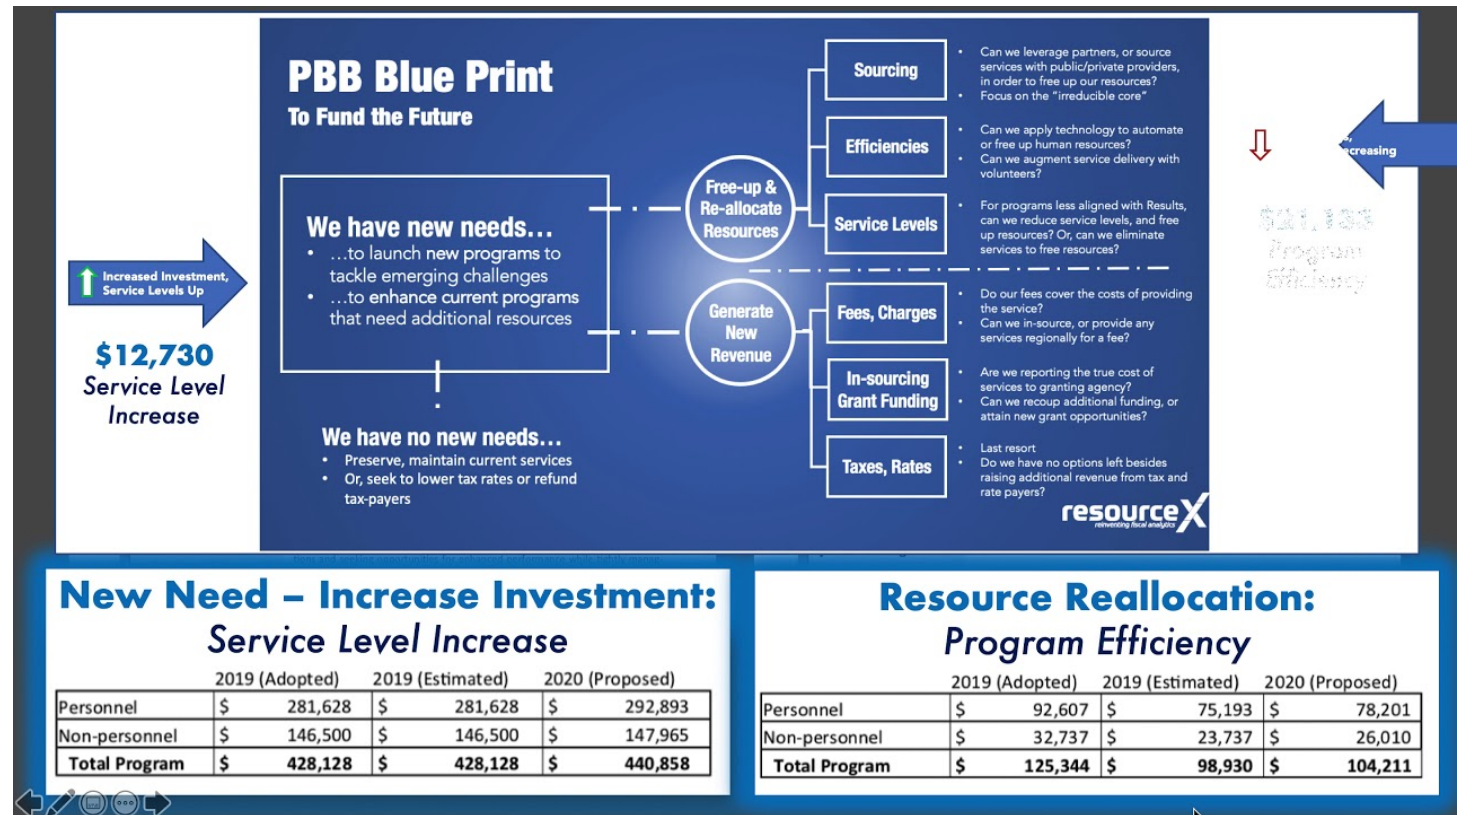 PBB Blue Print
To Fund the Future
We have new needs…
• …to launch new programs to
tackle emerging challenges
• …to enhance current programs
that need additional resources
We have no new needs…
• Preserve, maintain current services
• Or, seek to lower tax rates or refund
tax-payers
Free-up &
Re-allocate
Resources
Generate
New
Revenue
Sourcing
• Can we leverage partners, or source
services with public/private providers,
in order to free up our resources?
• Focus on the "irreducible core"
Efficiencies
• Can we apply technology to automate
or free up human resources?
• Can we augment service delivery with
volunteers?
Service Levels
• For programs less aligned with Results,
can we reduce service levels, and free
up resources? Or, can we eliminate
services to free resources?
Fees, Charges
• Do our fees cover the costs of providing
the service?
• Can we in-source, or provide any
services regionally for a fee?
In-sourcing
Grant Funding
• Are we reporting the true cost of
services to granting agency?
• Can we recoup additional funding, or
attain new grant opportunities?
Taxes, Rates
• Last resort
• Do we have no options left besides
raising additional revenue from tax and
rate payers?
resourceX
reinventing fiscal analytics
Increased Investment,
Service Levels Up
$12,730
Service Level
Increase
ecreasing
$21,133
Program
Efficiency
New Need – Increase Investment:
Service Level Increase
2019 (Adopted) 2019 (Estimated) 2020 (Proposed)
Personnel $ 281,628 $ 281,628 $ 292,893
Non-personnel $ 146,500 $ 146,500 $ 147,965
Total Program $ 428,128 $ 428,128 $ 440,858
Resource Reallocation:
Program Efficiency
2019 (Adopted) 2019 (Estimated) 2020 (Proposed)
Personnel $ 92,607 $ 75,193 $ 78,201
Non-personnel $ 32,737 $ 23,737 $ 26,010
Total Program $ 125,344 $ 98,930 $ 104,211